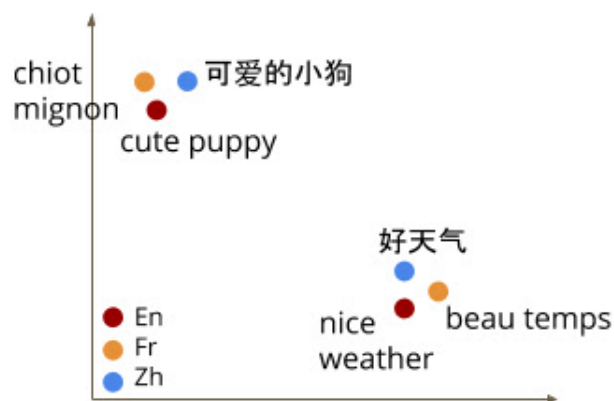 chiot
mignon
可爱的小狗
cute puppy
好天气
beau temps
nice
weather
En
Fr
Zh